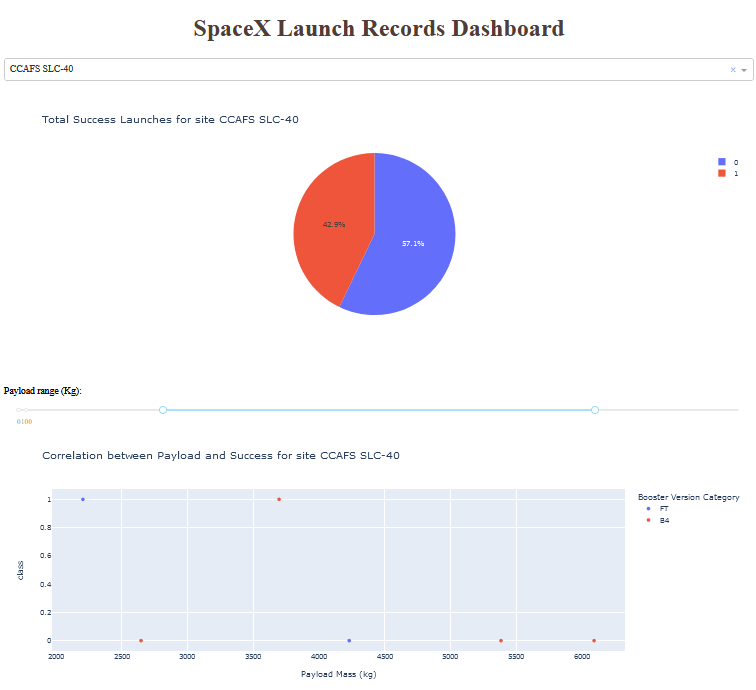 SpaceX Launch Records Dashboard
CCAFS SLC-40 ×
Total Success Launches for site CCAFS SLC-40
0
1
42.9%
57.1%
Payload range (Kg):
0100
Correlation between Payload and Success for site CCAFS SLC-40
Booster Version Category
FT
B4
1
0.8
0.6
0.4
0.2
0
class
2000 2500 3000 3500 4000 4500 5000 5500 6000
Payload Mass (kg)